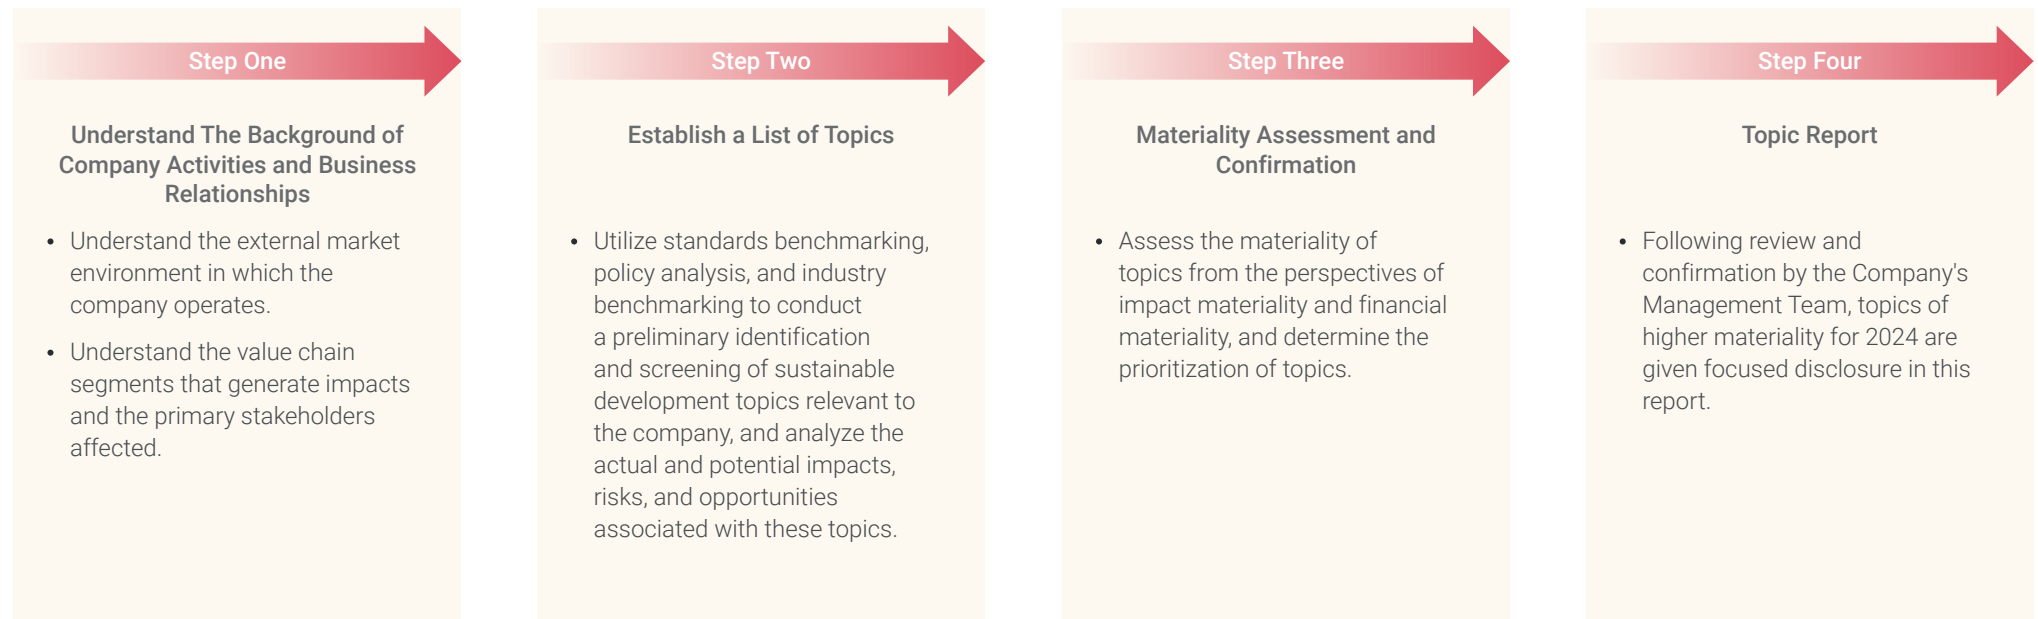 Step One
Understand The Background of
Company Activities and Business
Relationships
• Understand the external market
environment in which the
company operates.
• Understand the value chain
segments that generate impacts
and the primary stakeholders
affected.
Step Two
Establish a List of Topics
• Utilize standards benchmarking,
policy analysis, and industry
benchmarking to conduct
a preliminary identification
and screening of sustainable
development topics relevant to
the company, and analyze the
actual and potential impacts,
risks, and opportunities
associated with these topics.
Step Three
Materiality Assessment and
Confirmation
• Assess the materiality of
topics from the perspectives of
impact materiality and financial
materiality, and determine the
prioritization of topics.
Step Four
Topic Report
• Following review and
confirmation by the Company's
Management Team, topics of
higher materiality for 2024 are
given focused disclosure in this
report.